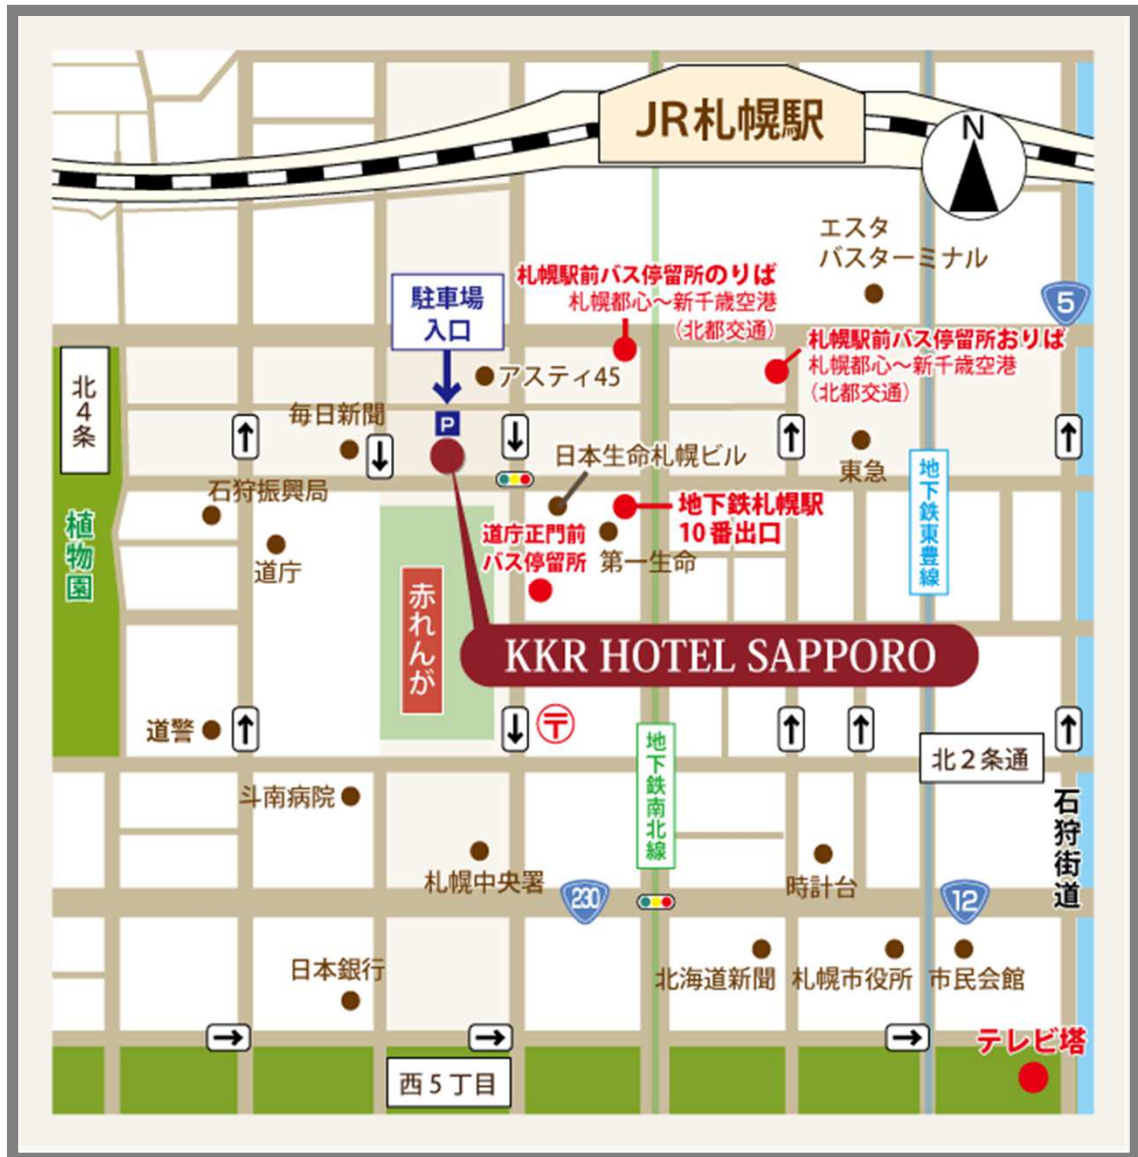 JR札幌駅
N
エスタ
バスターミナル
札幌駅前バス停留所のりば
札幌都心～新千歳空港
(北都交通)
駐車場
入口
5
札幌駅前バス停留所おりば
札幌都心～新千歳空港
(北都交通)
北4条
アスティ45
毎日新聞
P
日本生命札幌ビル
東急
地下鉄東豊線
石狩振興局
地下鉄札幌駅
10番出口
植物園
道庁
道庁正門前
バス停留所
第一生命
赤れんが
KKR HOTEL SAPPORO
道警
〒
地下鉄南北線
北2条通
斗南病院
石狩街道
札幌中央署
時計台
230
12
日本銀行
北海道新聞
札幌市役所
市民会館
テレビ塔
西5丁目